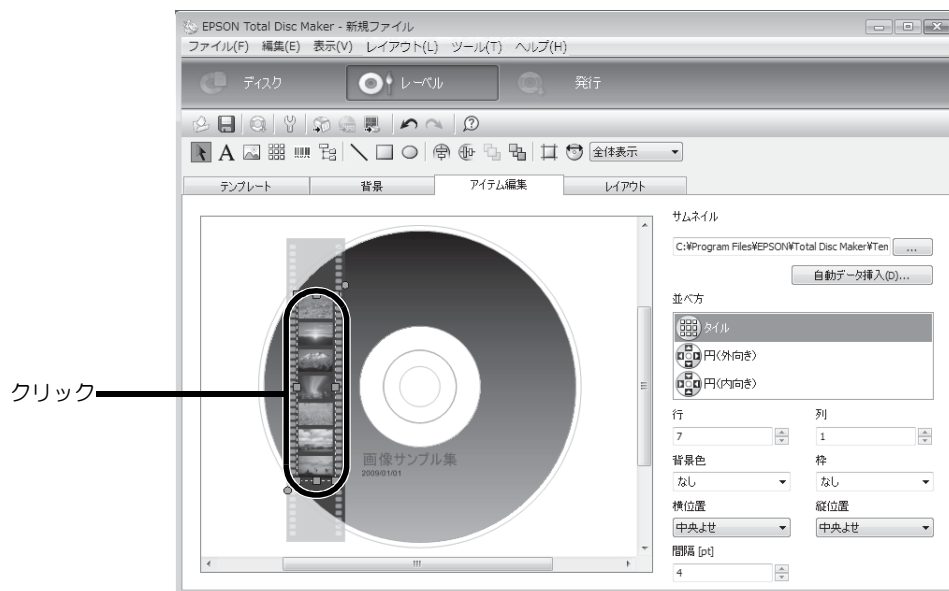 EPSON Total Disc Maker - 新規ファイル
ファイル(F) 編集(E) 表示(V) レイアウト(L) ツール(T) ヘルプ(H)
ディスク レーベル 発行
全体表示
テンプレート 背景 アイテム編集 レイアウト
サムネイル
C:¥Program Files¥EPSON¥Total Disc Maker¥Ten ...
自動データ挿入(D)...
並べ方
タイル
円(外向き)
円(内向き)
クリック
行 列
7 1
画像サンプル集
2009/01/01
背景色 枠
なし なし
横位置 縦位置
中央よせ 中央よせ
間隔 [pt]
4